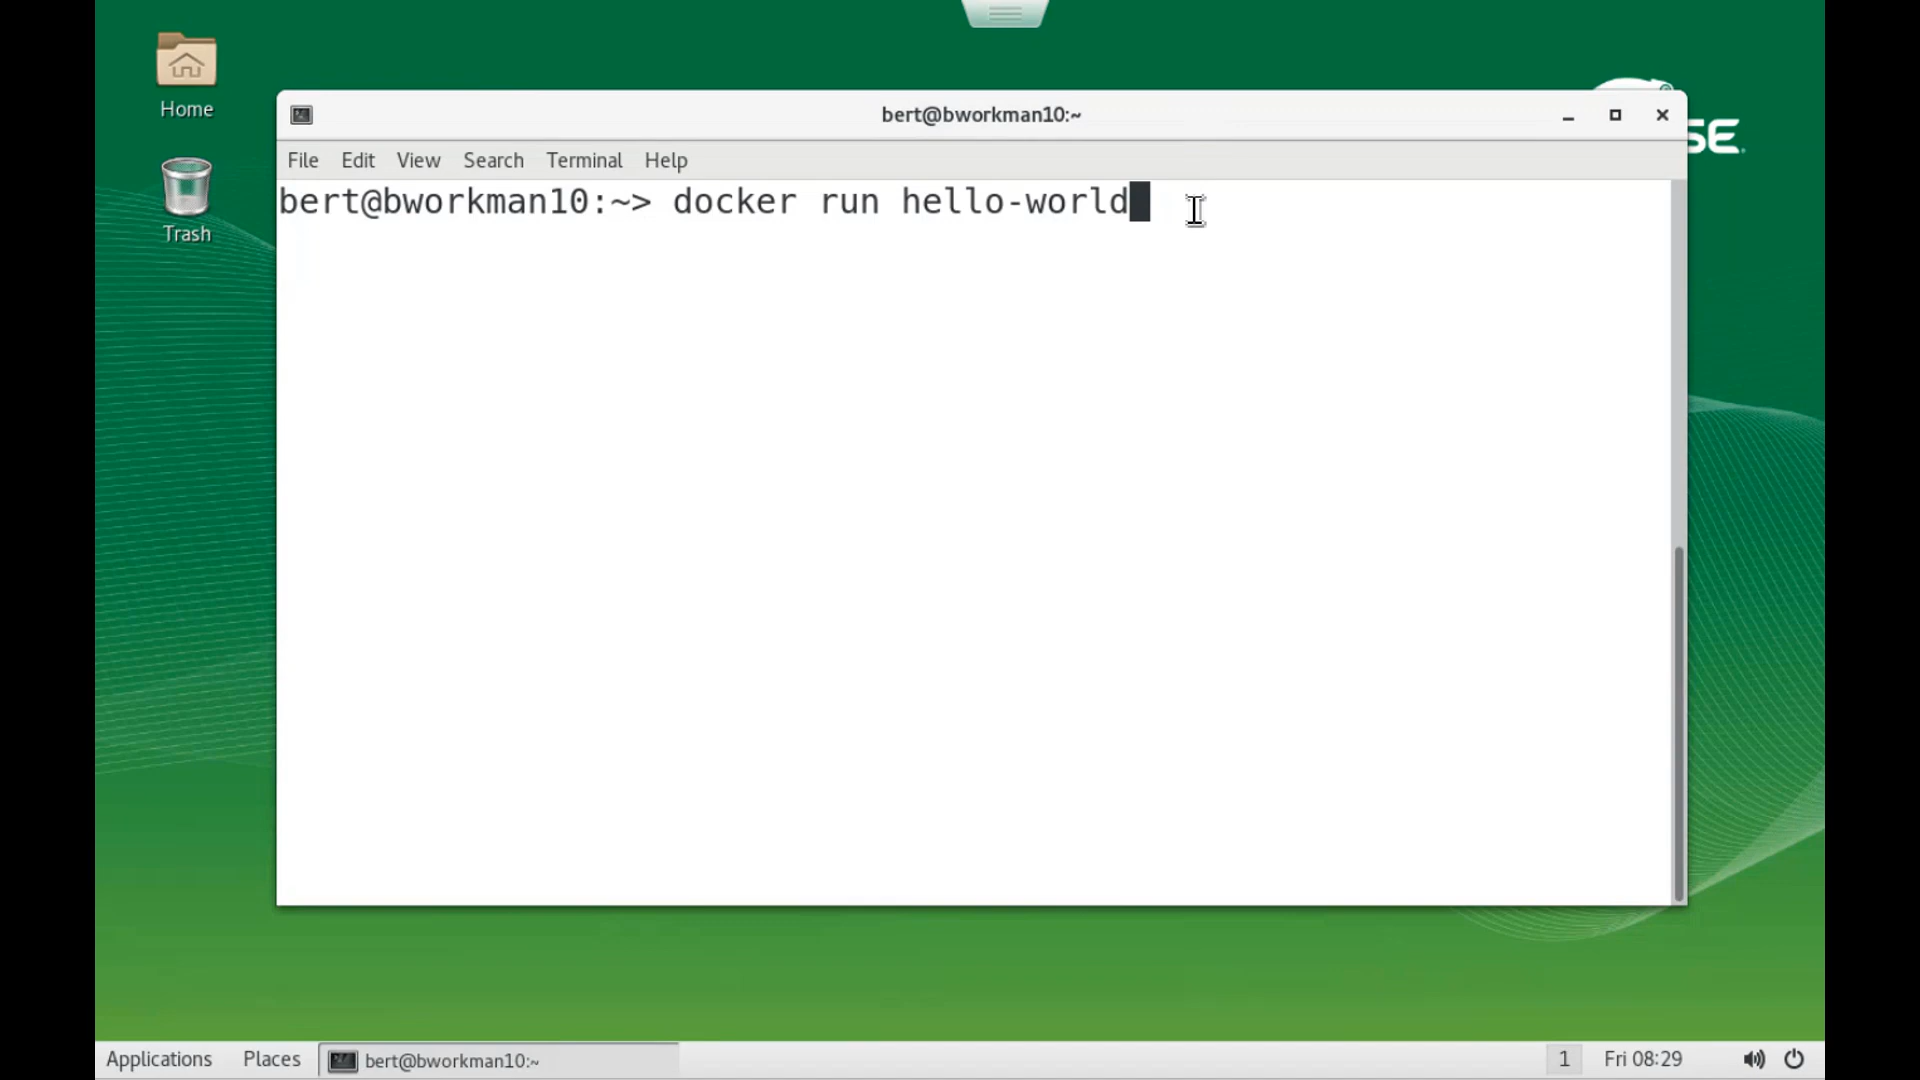 Home
Trash
SE
bert@bworkman10:~
File Edit View Search Terminal Help
bert@bworkman10:~> docker run hello-world
Applications Places bert@bworkman10:~ 1 Fri 08:29